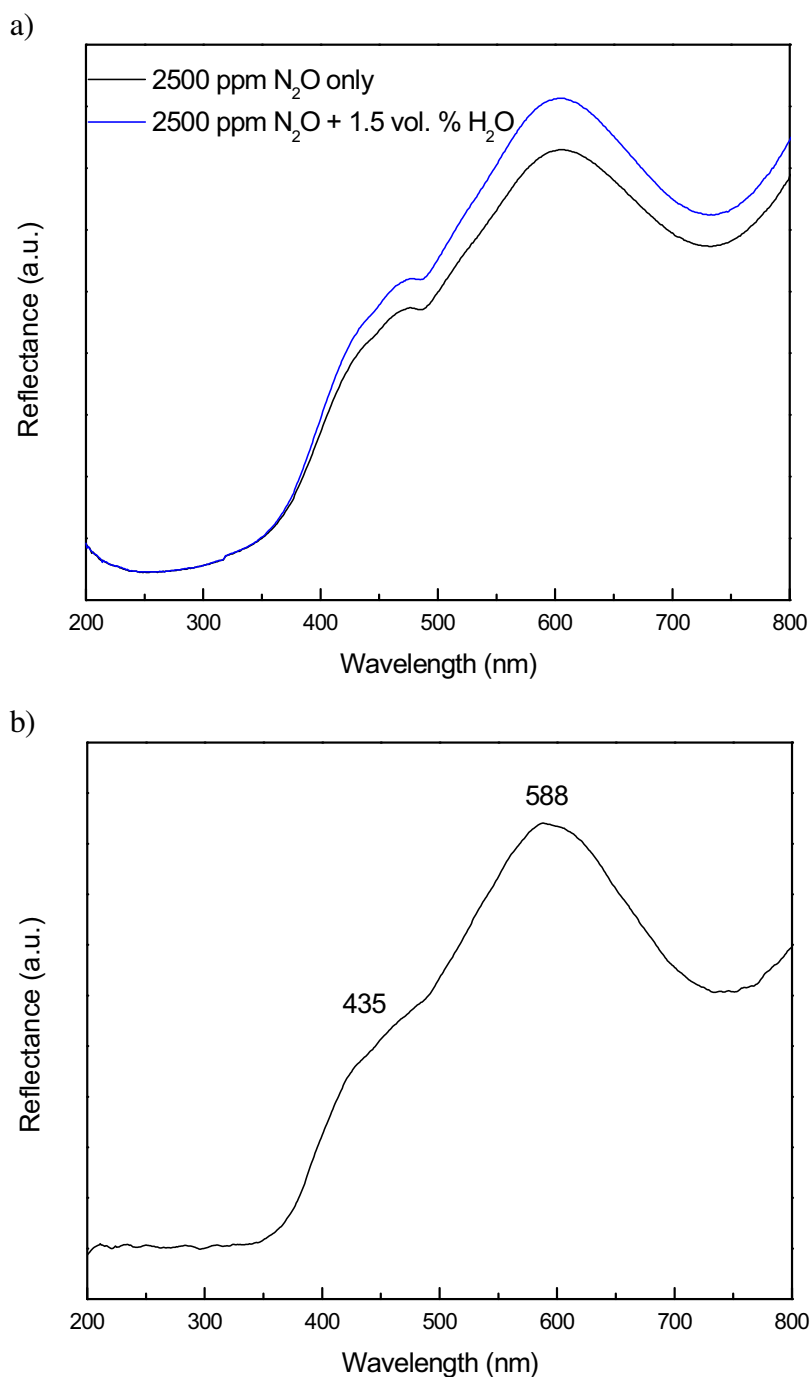 a)
2500 ppm N₂O only
2500 ppm N₂O + 1.5 vol. % H₂O
Reflectance (a.u.)
200 300 400 500 600 700 800
Wavelength (nm)
b)
588
435
Reflectance (a.u.)
200 300 400 500 600 700 800
Wavelength (nm)